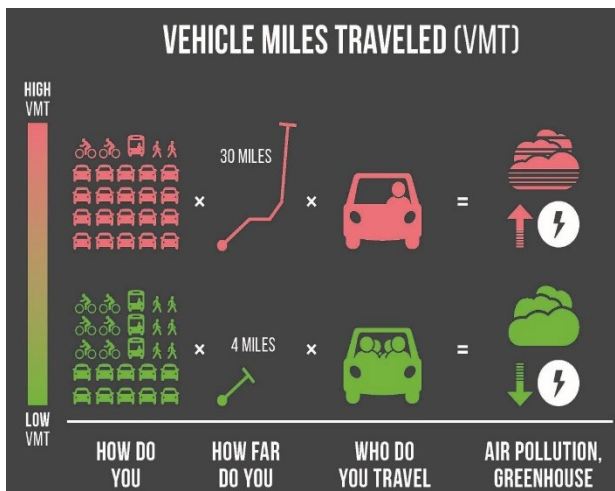 VEHICLE MILES TRAVELED (VMT)
HIGH
VMT
30 MILES
×
×
=
4 MILES
×
×
=
LOW
VMT
HOW DO
YOU
HOW FAR
DO YOU
WHO DO
YOU TRAVEL
AIR POLLUTION,
GREENHOUSE